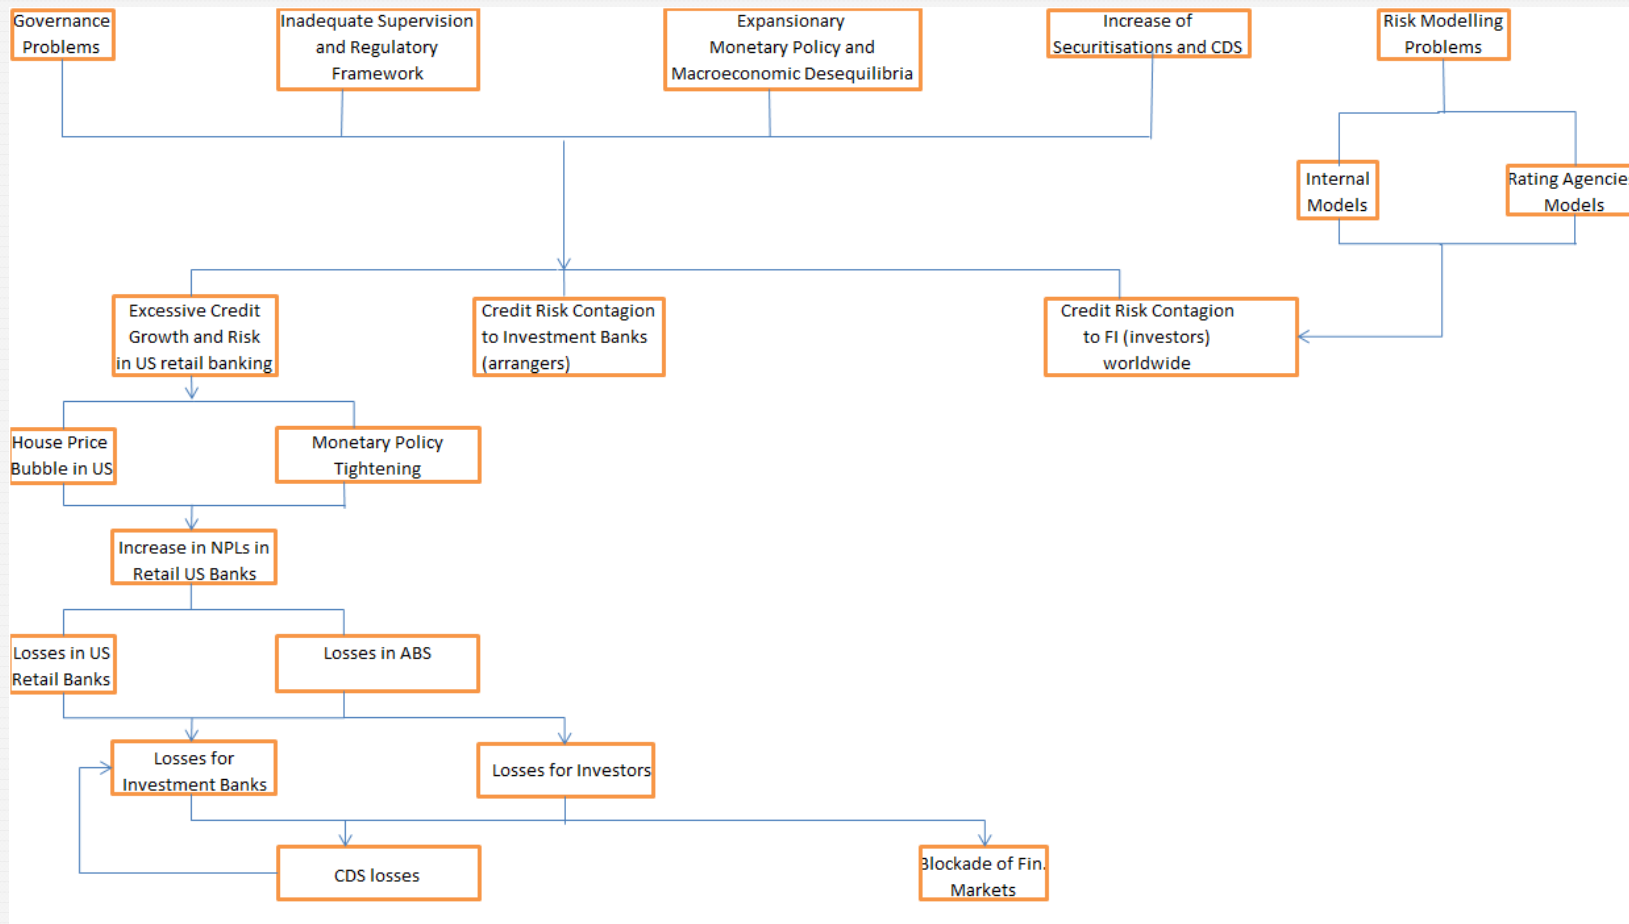 Governance
Problems
Inadequate Supervision
and Regulatory
Framework
Expansionary
Monetary Policy and
Macroeconomic Desequilibria
Increase of
Securitisations and CDS
Risk Modelling
Problems
Internal
Models
Rating Agencies
Models
Excessive Credit
Growth and Risk
in US retail banking
Credit Risk Contagion
to Investment Banks
(arrangers)
Credit Risk Contagion
to FI (investors)
worldwide
House Price
Bubble in US
Monetary Policy
Tightening
Increase in NPLs in
Retail US Banks
Losses in US
Retail Banks
Losses in ABS
Losses for
Investment Banks
Losses for Investors
CDS losses
Blockade of Fin.
Markets